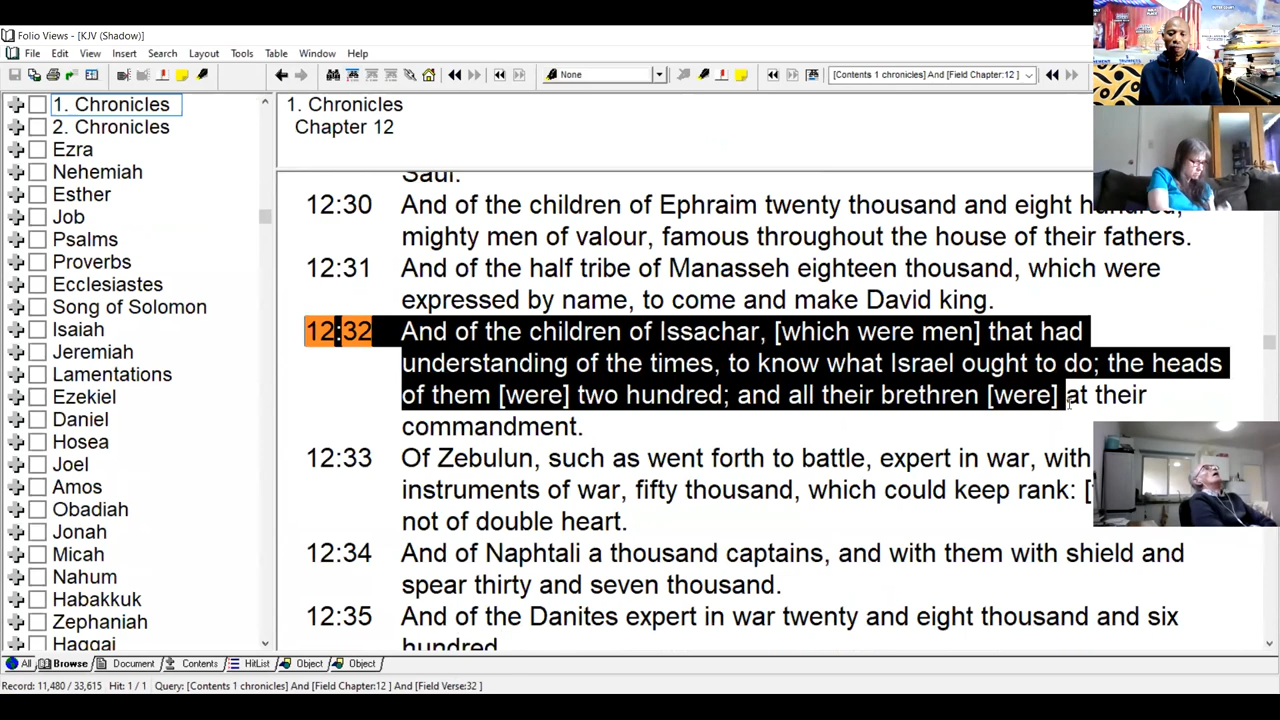 Folio Views - [KJV (Shadow)]
File Edit View Insert Search Layout Tools Table Window Help
None
[Contents 1 chronicles] And [Field Chapter:12 ]
1. Chronicles
2. Chronicles
Ezra
Nehemiah
Esther
Job
Psalms
Proverbs
Ecclesiastes
Song of Solomon
Isaiah
Jeremiah
Lamentations
Ezekiel
Daniel
Hosea
Joel
Amos
Obadiah
Jonah
Micah
Nahum
Habakkuk
Zephaniah
Haggai
1. Chronicles
Chapter 12
Saul.
12:30 And of the children of Ephraim twenty thousand and eight hundred,
mighty men of valour, famous throughout the house of their fathers.
12:31 And of the half tribe of Manasseh eighteen thousand, which were
expressed by name, to come and make David king.
12:32 And of the children of Issachar, [which were men] that had
understanding of the times, to know what Israel ought to do; the heads
of them [were] two hundred; and all their brethren [were] at their
commandment.
12:33 Of Zebulun, such as went forth to battle, expert in war, with
instruments of war, fifty thousand, which could keep rank: [
not of double heart.
12:34 And of Naphtali a thousand captains, and with them with shield and
spear thirty and seven thousand.
12:35 And of the Danites expert in war twenty and eight thousand and six
hundred.
All Browse Document Contents HitList Object Object
Record: 11,480 / 33,615 Hit: 1 / 1 Query: [Contents 1 chronicles] And [Field Chapter:12 ] And [Field Verse:32 ]